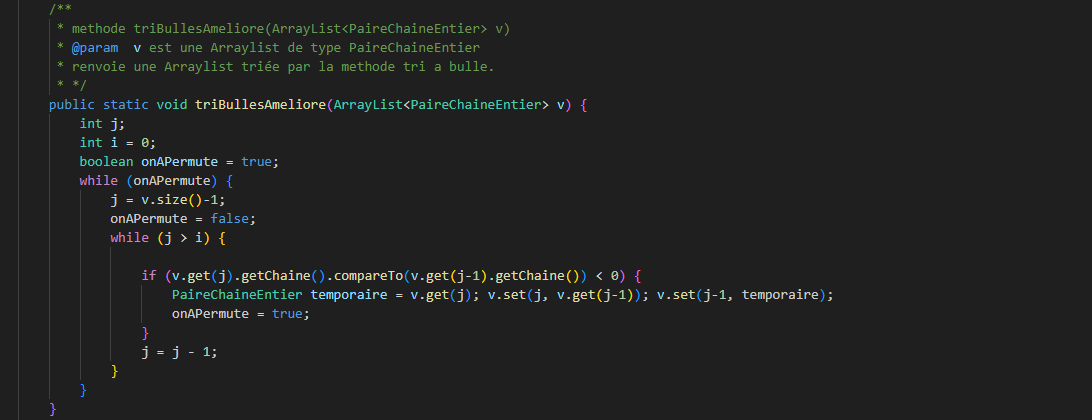 /**
 * methode triBullesAmeliore(ArrayList<PaireChaineEntier> v)
 * @param  v est une Arraylist de type PaireChaineEntier
 * renvoie une Arraylist triée par la methode tri a bulle.
 * */
public static void triBullesAmeliore(ArrayList<PaireChaineEntier> v) {
    int j;
    int i = 0;
    boolean onAPermute = true;
    while (onAPermute) {
        j = v.size()-1;
        onAPermute = false;
        while (j > i) {

            if (v.get(j).getChaine().compareTo(v.get(j-1).getChaine()) < 0) {
                PaireChaineEntier temporaire = v.get(j); v.set(j, v.get(j-1)); v.set(j-1, temporaire);
                onAPermute = true;
            }
            j = j - 1;
        }
    }
}